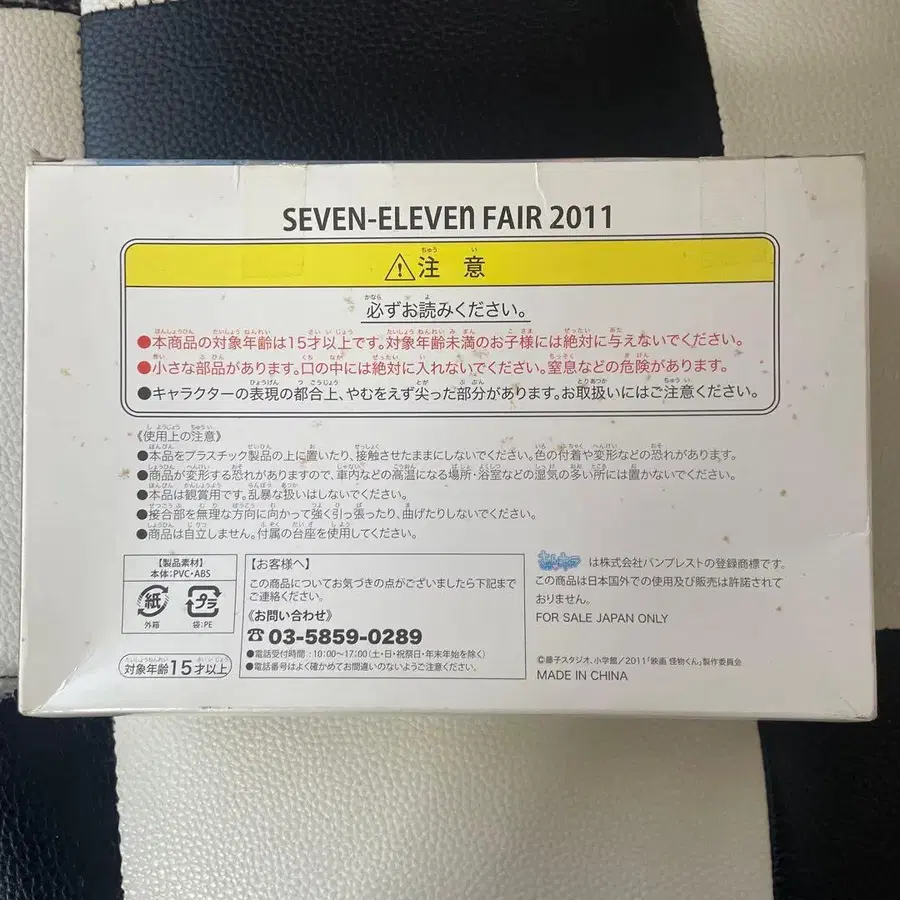 SEVEN-ELEVEn FAIR 2011
注意
必ずお読みください。
●本商品の対象年齢は15才以上です。対象年齢未満のお子様には絶対に与えないでください。
●小さな部品があります。口の中には絶対に入れないでください。窒息などの危険があります。
●キャラクターの表現の都合上、やむをえず尖った部分があります。お取扱いにはご注意ください。
《使用上の注意》
●本品をプラスチック製品の上に置いたり、接触させたままにしないでください。色の付着や変形などの恐れがあります。
●商品が変形する恐れがありますので、車内などの高温になる場所・浴室などの湿気の多い所には置かないでください。
●本品は観賞用です。乱暴な扱いはしないでください。
●接合部を無理な方向に向かって強く引っ張ったり、曲げたりしないでください。
●商品は自立しません。付属の台座を使用してください。
【製品素材】
本体:PVC・ABS
紙 プラ
外箱 袋:PE
対象年齢15才以上
【お客様へ】
この商品についてお気づきの点がございましたら下記まで
ご連絡ください。
《お問い合わせ》
☎03-5859-0289
●電話受付時間:10:00〜17:00(土・日・祝祭日・年末年始を除く)
●電話番号はよく確かめてお間違いのないようご注意ください。
は株式会社バンプレストの登録商標です。
この商品は日本国外での使用及び販売は許諾されて
おりません。
FOR SALE JAPAN ONLY
©藤子スタジオ、小学館/2011「映画 怪物くん」製作委員会
MADE IN CHINA